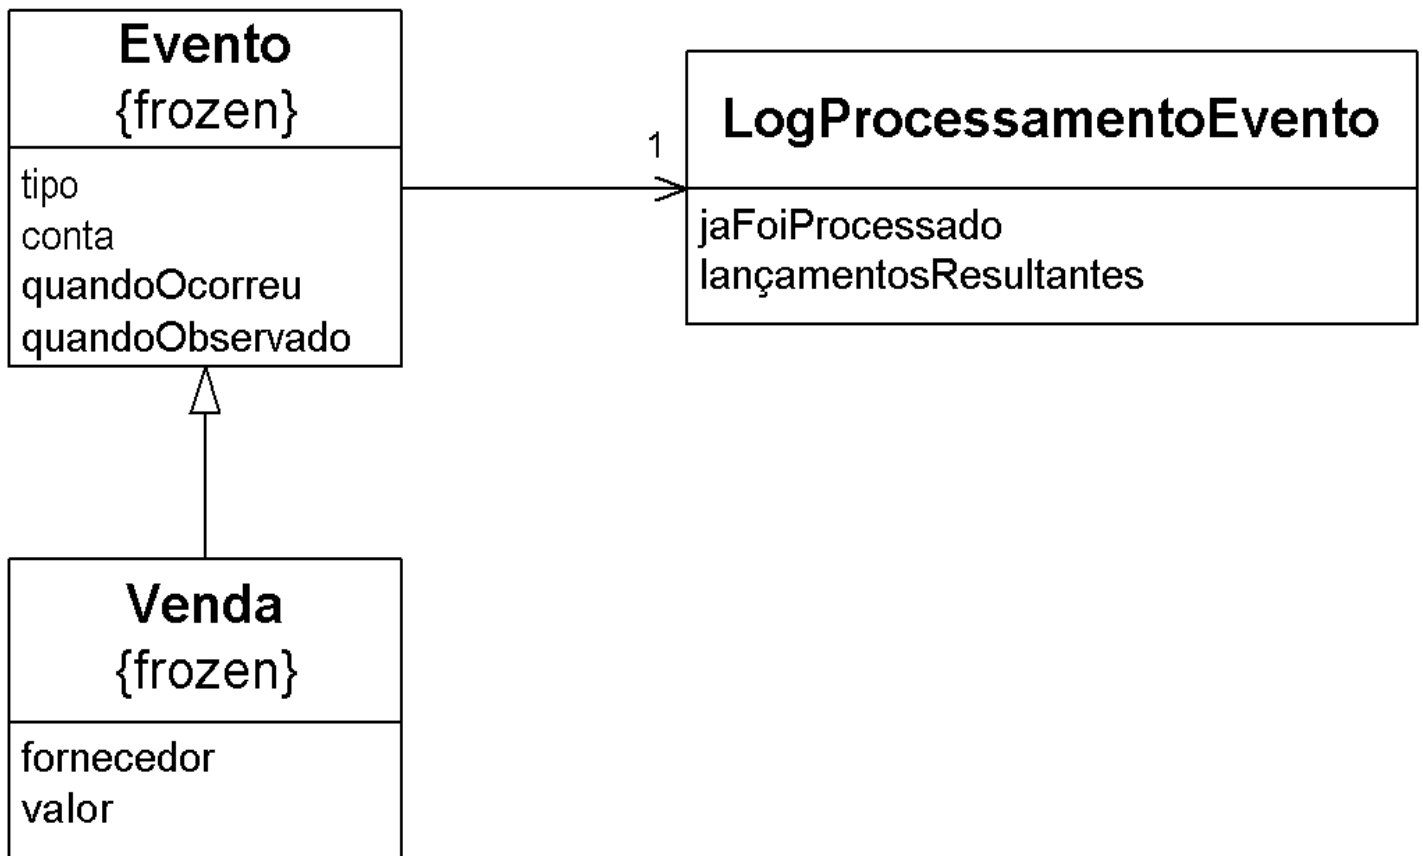 Evento
{frozen}
tipo
conta
quandoOcorreu
quandoObservado
1
LogProcessamentoEvento
jaFoiProcessado
lançamentosResultantes
Venda
{frozen}
fornecedor
valor